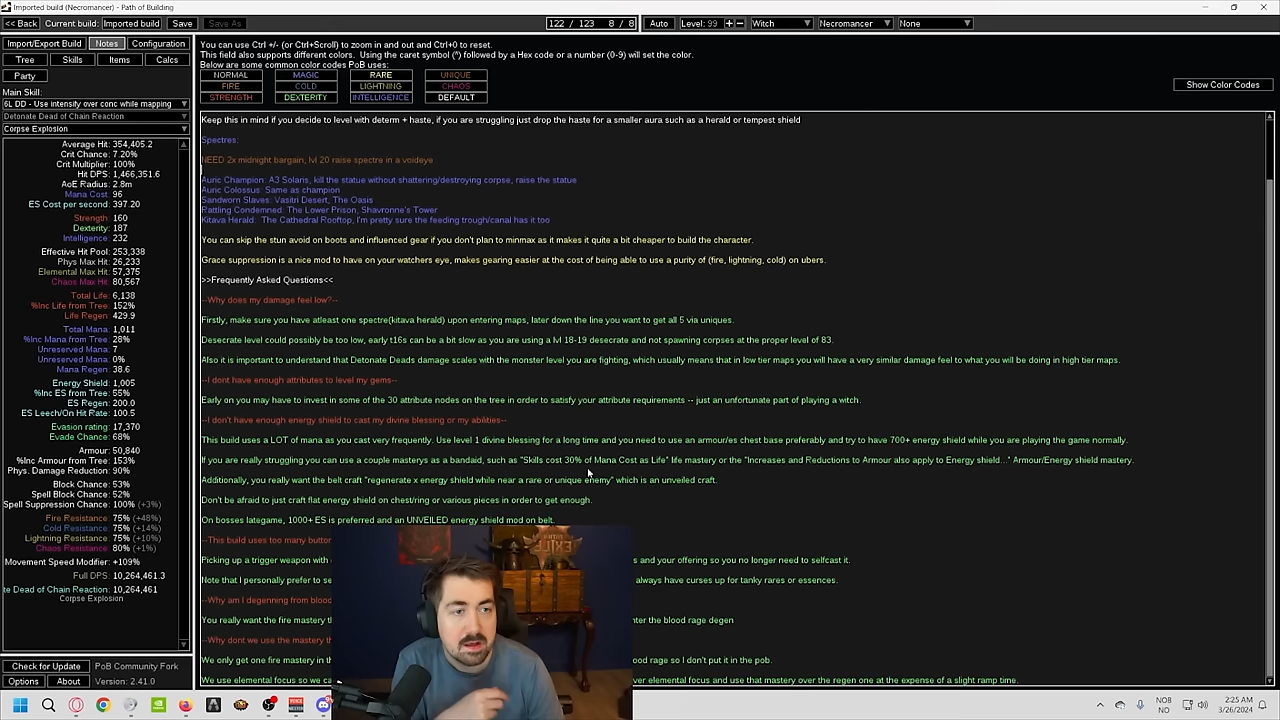 Imported build (Necromancer) - Path of Building
<< Back Current build: Imported build Save Save As 122 / 123 8 / 8 Auto Level: 99 + - Witch Necromancer None
Import/Export Build Notes Configuration
Tree Skills Items Calcs
Party
Main Skill:
6L DD - Use intensify over conc while mapping
Detonate Dead of Chain Reaction
Corpse Explosion
Average Hit: 354,405.2
Crit Chance: 7.20%
Crit Multiplier: 100%
Hit DPS: 1,466,351.6
AoE Radius: 2.8m
Mana Cost: 96
ES Cost per second: 397.20
Strength: 160
Dexterity: 187
Intelligence: 232
Effective Hit Pool: 253,338
Phys Max Hit: 26,233
Elemental Max Hit: 57,375
Chaos Max Hit: 80,567
Total Life: 6,138
%Inc Life from Tree: 152%
Life Regen: 429.9
Total Mana: 1,011
%Inc Mana from Tree: 28%
Unreserved Mana: 7
Unreserved Mana: 0%
Mana Regen: 38.6
Energy Shield: 1,005
%Inc ES from Tree: 55%
ES Regen: 200.0
ES Leech/On Hit Rate: 100.5
Evasion rating: 17,370
Evade Chance: 68%
Armour: 50,840
%Inc Armour from Tree: 153%
Phys. Damage Reduction: 90%
Block Chance: 53%
Spell Block Chance: 52%
Spell Suppression Chance: 100% (+3%)
Fire Resistance: 75% (+48%)
Cold Resistance: 75% (+14%)
Lightning Resistance: 75% (+10%)
Chaos Resistance: 80% (+1%)
Movement Speed Modifier: +109%
Full DPS: 10,264,461.3
te Dead of Chain Reaction: 10,264,461
Corpse Explosion
Check for Update PoB Community Fork
Options About Version: 2.41.0
You can use Ctrl +/- (or Ctrl+Scroll) to zoom in and out and Ctrl+0 to reset.
This field also supports different colors. Using the caret symbol (^) followed by a Hex code or a number (0-9) will set the color.
Below are some common color codes PoB uses:
NORMAL MAGIC RARE UNIQUE
FIRE COLD LIGHTNING CHAOS
STRENGTH DEXTERITY INTELLIGENCE DEFAULT
Show Color Codes
Keep this in mind if you decide to level with determ + haste, if you are struggling just drop the haste for a smaller aura such as a herald or tempest shield
Spectres:
NEED 2x midnight bargain, lvl 20 raise spectre in a voideye
Auric Champion: A3 Solaris, kill the statue without shattering/destroying corpse, raise the statue
Auric Colossus: Same as champion
Sandworn Slaves: Vasitri Desert, The Oasis
Rattling Condemned: The Lower Prison, Shavronne's Tower
Kitava Herald: The Cathedral Rooftop, I'm pretty sure the feeding trough/canal has it too
You can skip the stun avoid on boots and influenced gear if you don't plan to minmax as it makes it quite a bit cheaper to build the character.
Grace suppression is a nice mod to have on your watchers eye, makes gearing easier at the cost of being able to use a purity of (fire, lightning, cold) on ubers.
>>Frequently Asked Questions<<
--Why does my damage feel low?--
Firstly, make sure you have atleast one spectre(kitava herald) upon entering maps, later down the line you want to get all 5 via uniques.
Desecrate level could possibly be too low, early t16s can be a bit slow as you are using a lvl 18-19 desecrate and not spawning corpses at the proper level of 83.
Also it is important to understand that Detonate Deads damage scales with the monster level you are fighting, which usually means that in low tier maps you will have a very similar damage feel to what you will be doing in high tier maps.
--I dont have enough attributes to level my gems--
Early on you may have to invest in some of the 30 attribute nodes on the tree in order to satisfy your attribute requirements -- just an unfortunate part of playing a witch.
--I don't have enough energy shield to cast my divine blessing or my abilities--
This build uses a LOT of mana as you cast very frequently. Use level 1 divine blessing for a long time and you need to use an armour/es chest base preferably and try to have 700+ energy shield while you are playing the game normally.
If you are really struggling you can use a couple masterys as a bandaid, such as "Skills cost 30% of Mana Cost as Life" life mastery or the "Increases and Reductions to Armour also apply to Energy shield..." Armour/Energy shield mastery.
Additionally, you really want the belt craft "regenerate x energy shield while near a rare or unique enemy" which is an unveiled craft.
Don't be afraid to just craft flat energy shield on chest/ring or various pieces in order to get enough.
On bosses lategame, 1000+ ES is preferred and an UNVEILED energy shield mod on belt.
--This build uses too many button
Picking up a trigger weapon with s and your offering so you no longer need to selfcast it.
Note that I personally prefer to se always have curses up for tanky rares or essences.
--Why am I degenning from blood
You really want the fire mastery th nter the blood rage degen
--Why dont we use the mastery th
We only get one fire mastery in th ood rage so I don't put it in the pob.
We use elemental focus so we ca ver elemental focus and use that mastery over the regen one at the expense of a slight ramp time.
NOR
NO
2:25 AM
3/26/2024